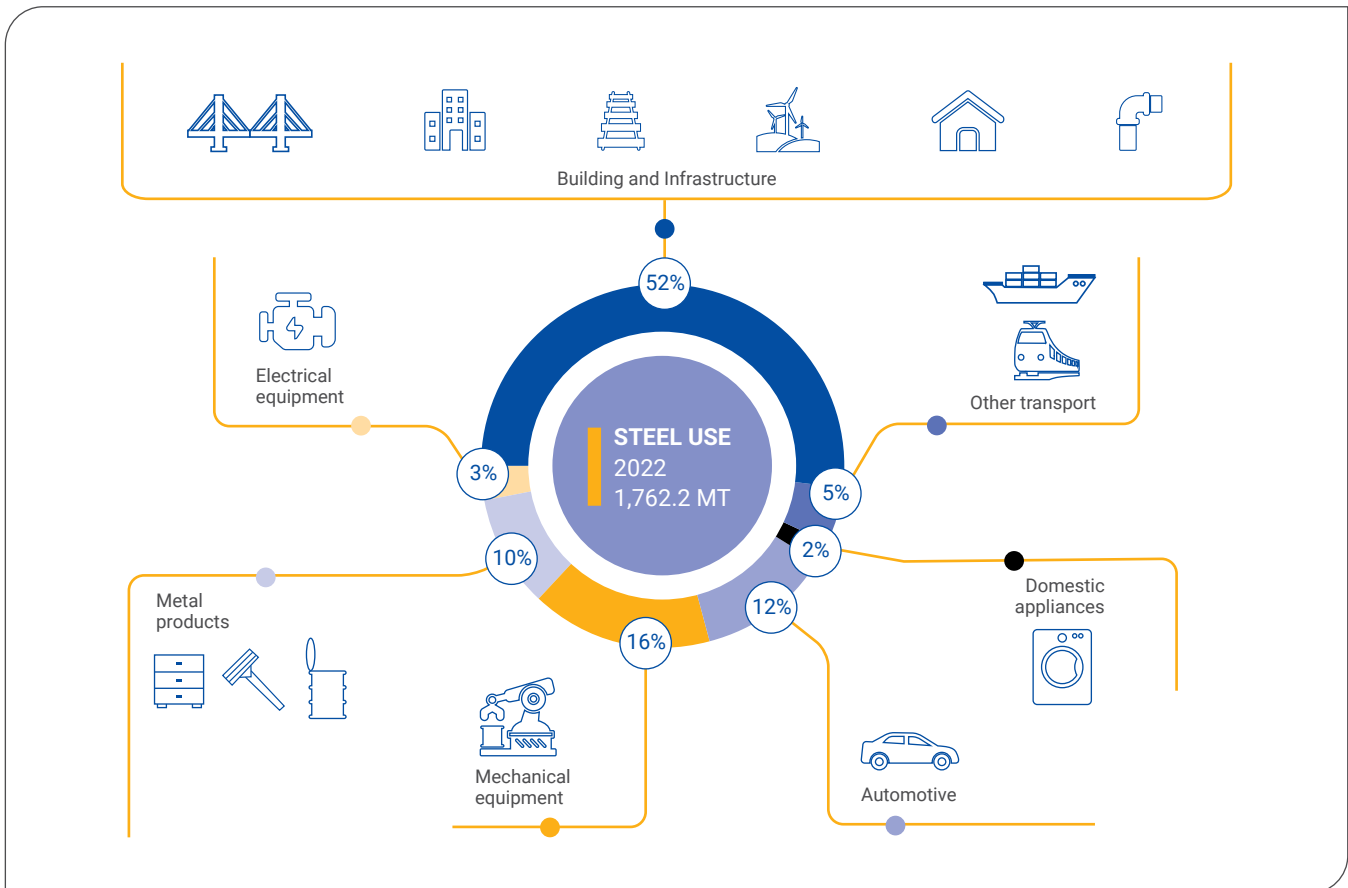 Building and Infrastructure
52%
Electrical
equipment
Other transport
STEEL USE
2022
1,762.2 MT
3%
5%
10%
2%
Metal
products
12%
Domestic
appliances
16%
Mechanical
equipment
Automotive